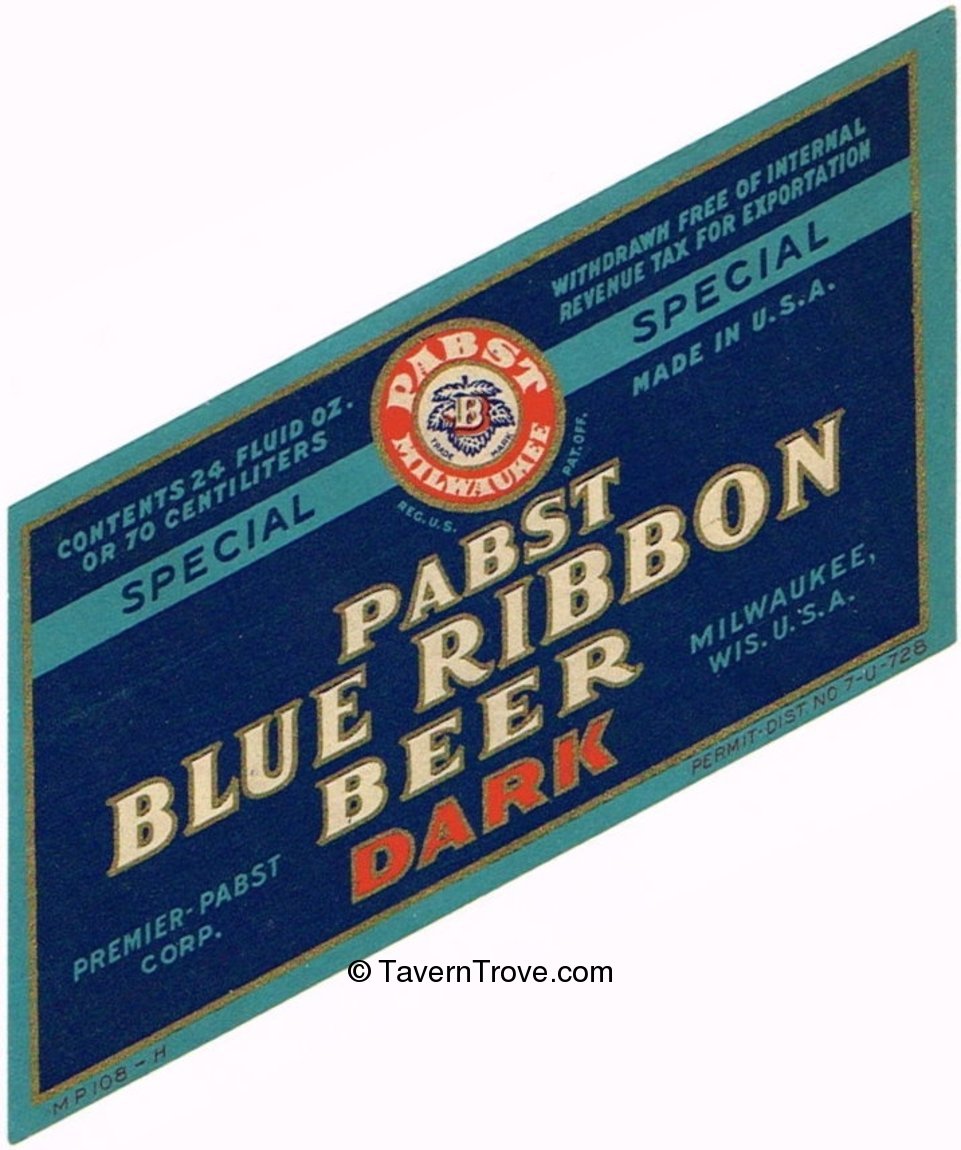 WITHDRAWN FREE OF INTERNAL
REVENUE TAX FOR EXPORTATION
SPECIAL
MADE IN U.S.A.
CONTENTS 24 FLUID OZ.
OR 70 CENTILITERS
SPECIAL
PABST
B
TRADE MARK
MILWAUKEE
REG. U.S. PAT. OFF.
PABST
BLUE RIBBON
BEER
DARK
MILWAUKEE,
WIS. U.S.A.
PREMIER-PABST
CORP.
PERMIT-DIST. NO 7-U-728
MP108-H
© TavernTrove.com